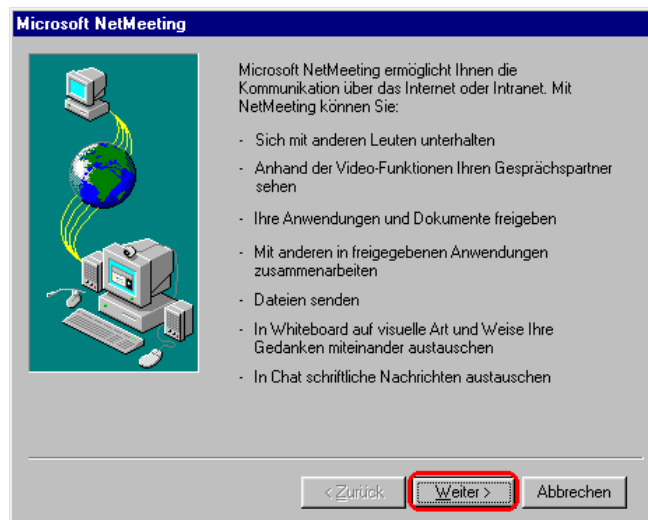 Microsoft NetMeeting
Microsoft NetMeeting ermöglicht Ihnen die
Kommunikation über das Internet oder Intranet. Mit
NetMeeting können Sie:
- Sich mit anderen Leuten unterhalten
- Anhand der Video-Funktionen Ihren Gesprächspartner
sehen
- Ihre Anwendungen und Dokumente freigeben
- Mit anderen in freigegebenen Anwendungen
zusammenarbeiten
- Dateien senden
- In Whiteboard auf visuelle Art und Weise Ihre
Gedanken miteinander austauschen
- In Chat schriftliche Nachrichten austauschen
< Zurück Weiter > Abbrechen